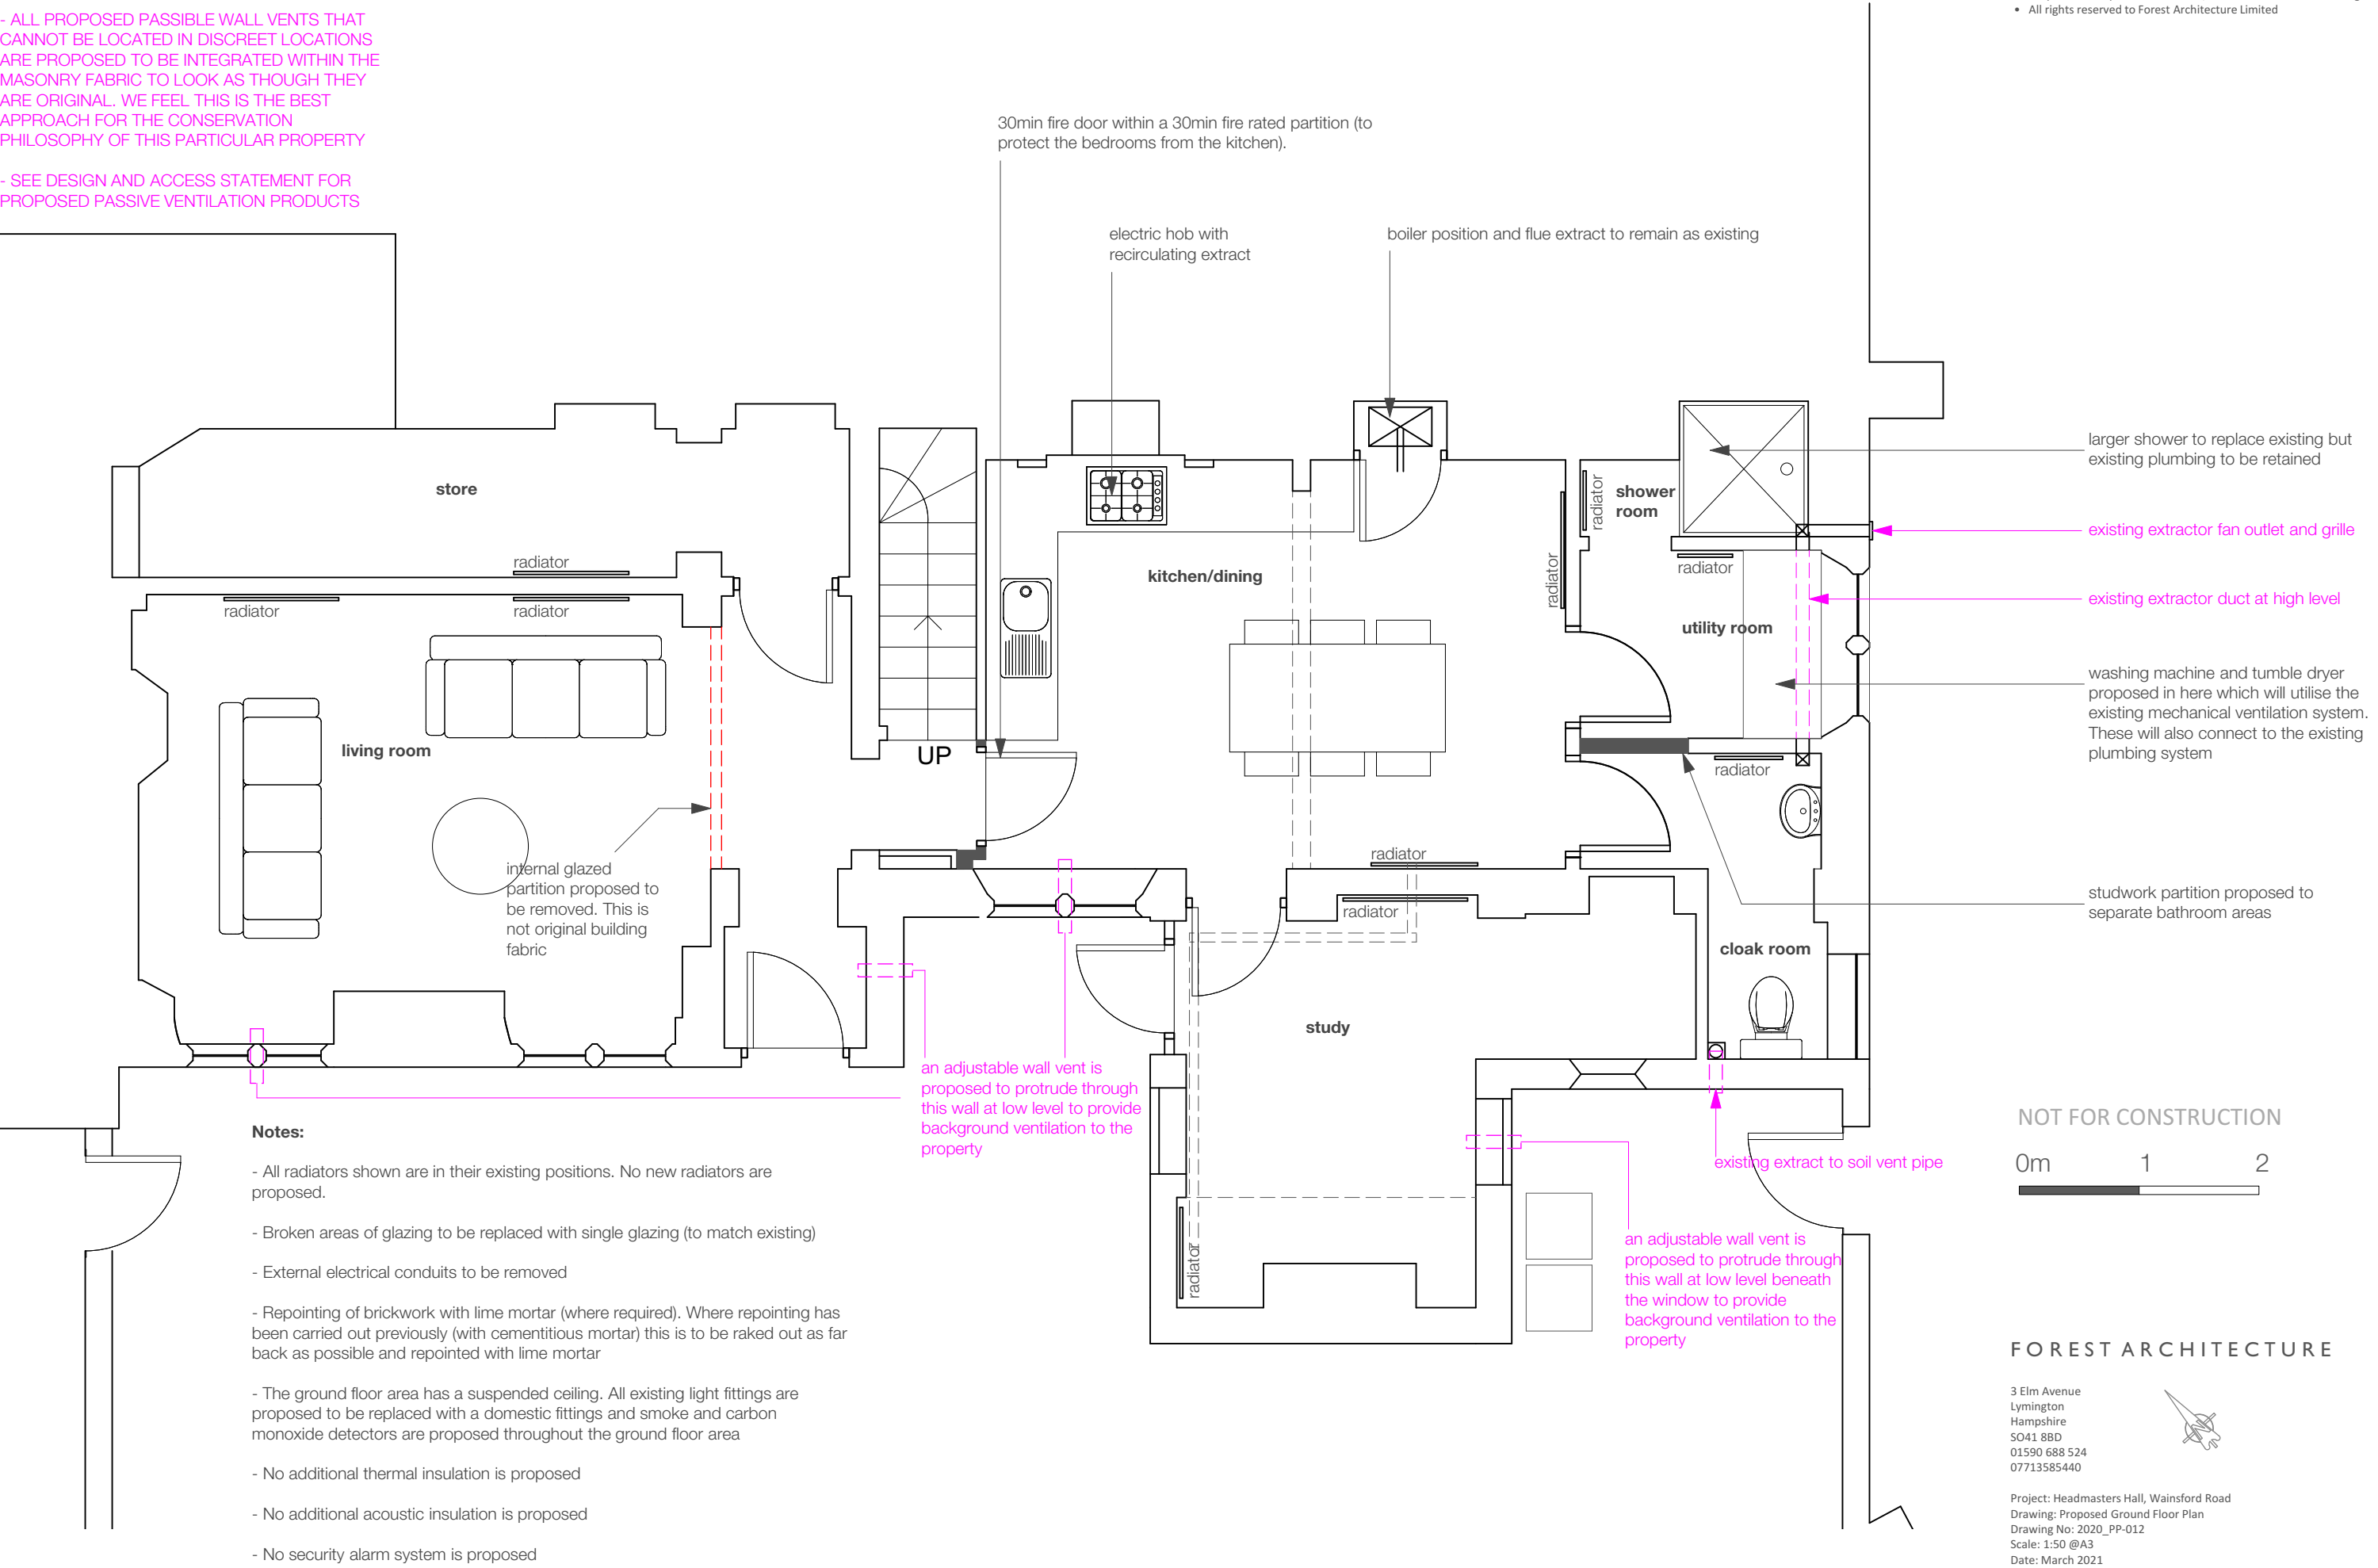 - ALL PROPOSED PASSIBLE WALL VENTS THAT
CANNOT BE LOCATED IN DISCREET LOCATIONS
ARE PROPOSED TO BE INTEGRATED WITHIN THE
MASONRY FABRIC TO LOOK AS THOUGH THEY
ARE ORIGINAL. WE FEEL THIS IS THE BEST
APPROACH FOR THE CONSERVATION
PHILOSOPHY OF THIS PARTICULAR PROPERTY
- SEE DESIGN AND ACCESS STATEMENT FOR
PROPOSED PASSIVE VENTILATION PRODUCTS
• All rights reserved to Forest Architecture Limited
30min fire door within a 30min fire rated partition (to
protect the bedrooms from the kitchen).
electric hob with
recirculating extract
boiler position and flue extract to remain as existing
larger shower to replace existing but
existing plumbing to be retained
existing extractor fan outlet and grille
existing extractor duct at high level
washing machine and tumble dryer
proposed in here which will utilise the
existing mechanical ventilation system.
These will also connect to the existing
plumbing system
studwork partition proposed to
separate bathroom areas
store
radiator
radiator
radiator
living room
internal glazed
partition proposed to
be removed. This is
not original building
fabric
UP
kitchen/dining
radiator
radiator
shower
room
radiator
utility room
radiator
radiator
radiator
cloak room
study
radiator
an adjustable wall vent is
proposed to protrude through
this wall at low level to provide
background ventilation to the
property
existing extract to soil vent pipe
an adjustable wall vent is
proposed to protrude through
this wall at low level beneath
the window to provide
background ventilation to the
property
Notes:
- All radiators shown are in their existing positions. No new radiators are
proposed.
- Broken areas of glazing to be replaced with single glazing (to match existing)
- External electrical conduits to be removed
- Repointing of brickwork with lime mortar (where required). Where repointing has
been carried out previously (with cementitious mortar) this is to be raked out as far
back as possible and repointed with lime mortar
- The ground floor area has a suspended ceiling. All existing light fittings are
proposed to be replaced with a domestic fittings and smoke and carbon
monoxide detectors are proposed throughout the ground floor area
- No additional thermal insulation is proposed
- No additional acoustic insulation is proposed
- No security alarm system is proposed
NOT FOR CONSTRUCTION
0m 1 2
FOREST ARCHITECTURE
3 Elm Avenue
Lymington
Hampshire
SO41 8BD
01590 688 524
07713585440
Project: Headmasters Hall, Wainsford Road
Drawing: Proposed Ground Floor Plan
Drawing No: 2020_PP-012
Scale: 1:50 @A3
Date: March 2021